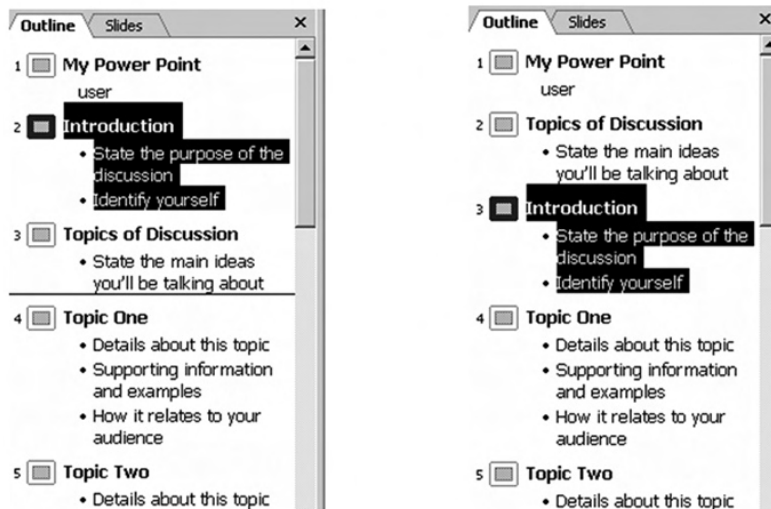 Outline Slides ×
1 My Power Point
user
2 Introduction
• State the purpose of the
discussion
• Identify yourself
3 Topics of Discussion
• State the main ideas
you'll be talking about
4 Topic One
• Details about this topic
• Supporting information
and examples
• How it relates to your
audience
5 Topic Two
• Details about this topic
Outline Slides ×
1 My Power Point
user
2 Topics of Discussion
• State the main ideas
you'll be talking about
3 Introduction
• State the purpose of the
discussion
• Identify yourself
4 Topic One
• Details about this topic
• Supporting information
and examples
• How it relates to your
audience
5 Topic Two
• Details about this topic